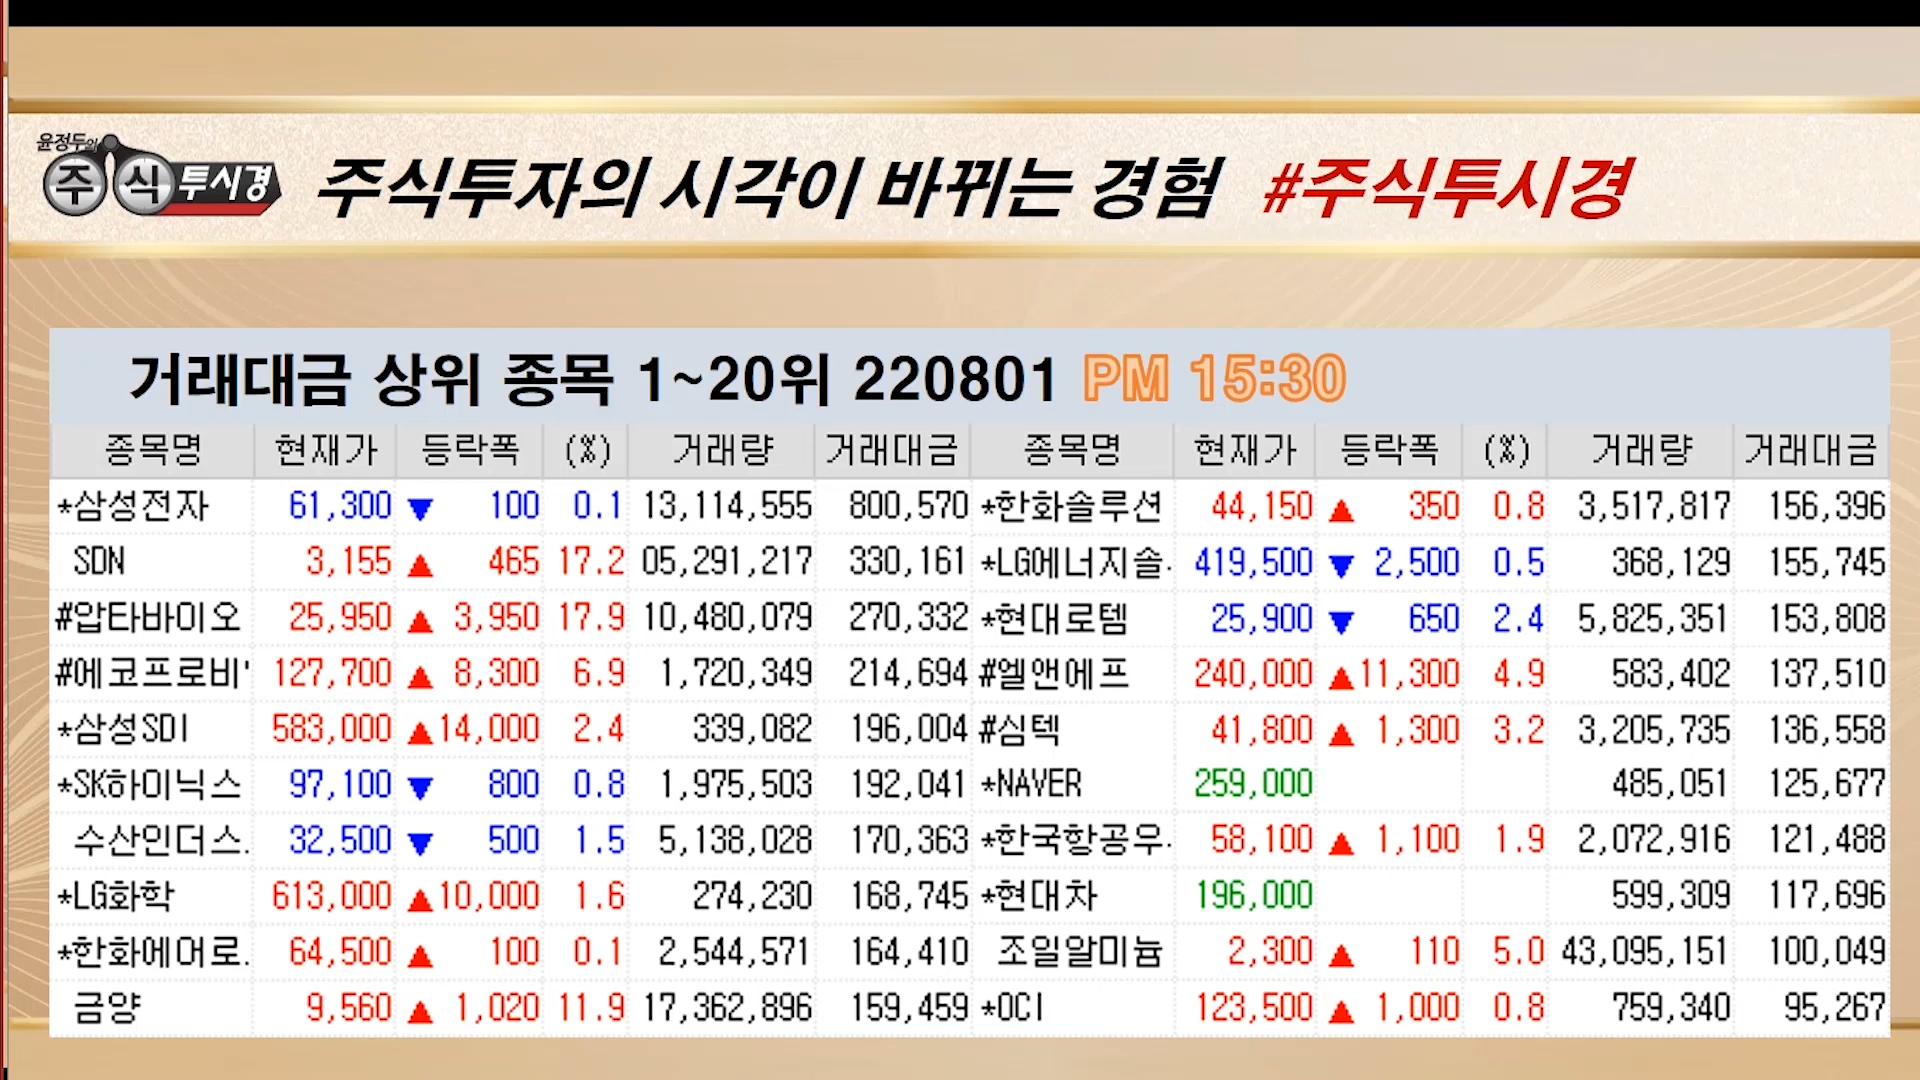 윤정두의
주식투시경 주식투자의 시각이 바뀌는 경험 #주식투시경
거래대금 상위 종목 1~20위 220801 PM 15:30
종목명 현재가 등락폭 (%) 거래량 거래대금 종목명 현재가 등락폭 (%) 거래량 거래대금
*삼성전자 61,300 ▼ 100 0.1 13,114,555 800,570 *한화솔루션 44,150 ▲ 350 0.8 3,517,817 156,396
SDN 3,155 ▲ 465 17.2 05,291,217 330,161 *LG에너지솔. 419,500 ▼ 2,500 0.5 368,129 155,745
#압타바이오 25,950 ▲ 3,950 17.9 10,480,079 270,332 *현대로템 25,900 ▼ 650 2.4 5,825,351 153,808
#에코프로비 127,700 ▲ 8,300 6.9 1,720,349 214,694 #엘앤에프 240,000 ▲ 11,300 4.9 583,402 137,510
*삼성SDI 583,000 ▲ 14,000 2.4 339,082 196,004 #심텍 41,800 ▲ 1,300 3.2 3,205,735 136,558
*SK하이닉스 97,100 ▼ 800 0.8 1,975,503 192,041 *NAVER 259,000 485,051 125,677
수산인더스. 32,500 ▼ 500 1.5 5,138,028 170,363 *한국항공우. 58,100 ▲ 1,100 1.9 2,072,916 121,488
*LG화학 613,000 ▲ 10,000 1.6 274,230 168,745 *현대차 196,000 599,309 117,696
*한화에어로. 64,500 ▲ 100 0.1 2,544,571 164,410 조일알미늄 2,300 ▲ 110 5.0 43,095,151 100,049
금양 9,560 ▲ 1,020 11.9 17,362,896 159,459 *OCI 123,500 ▲ 1,000 0.8 759,340 95,267